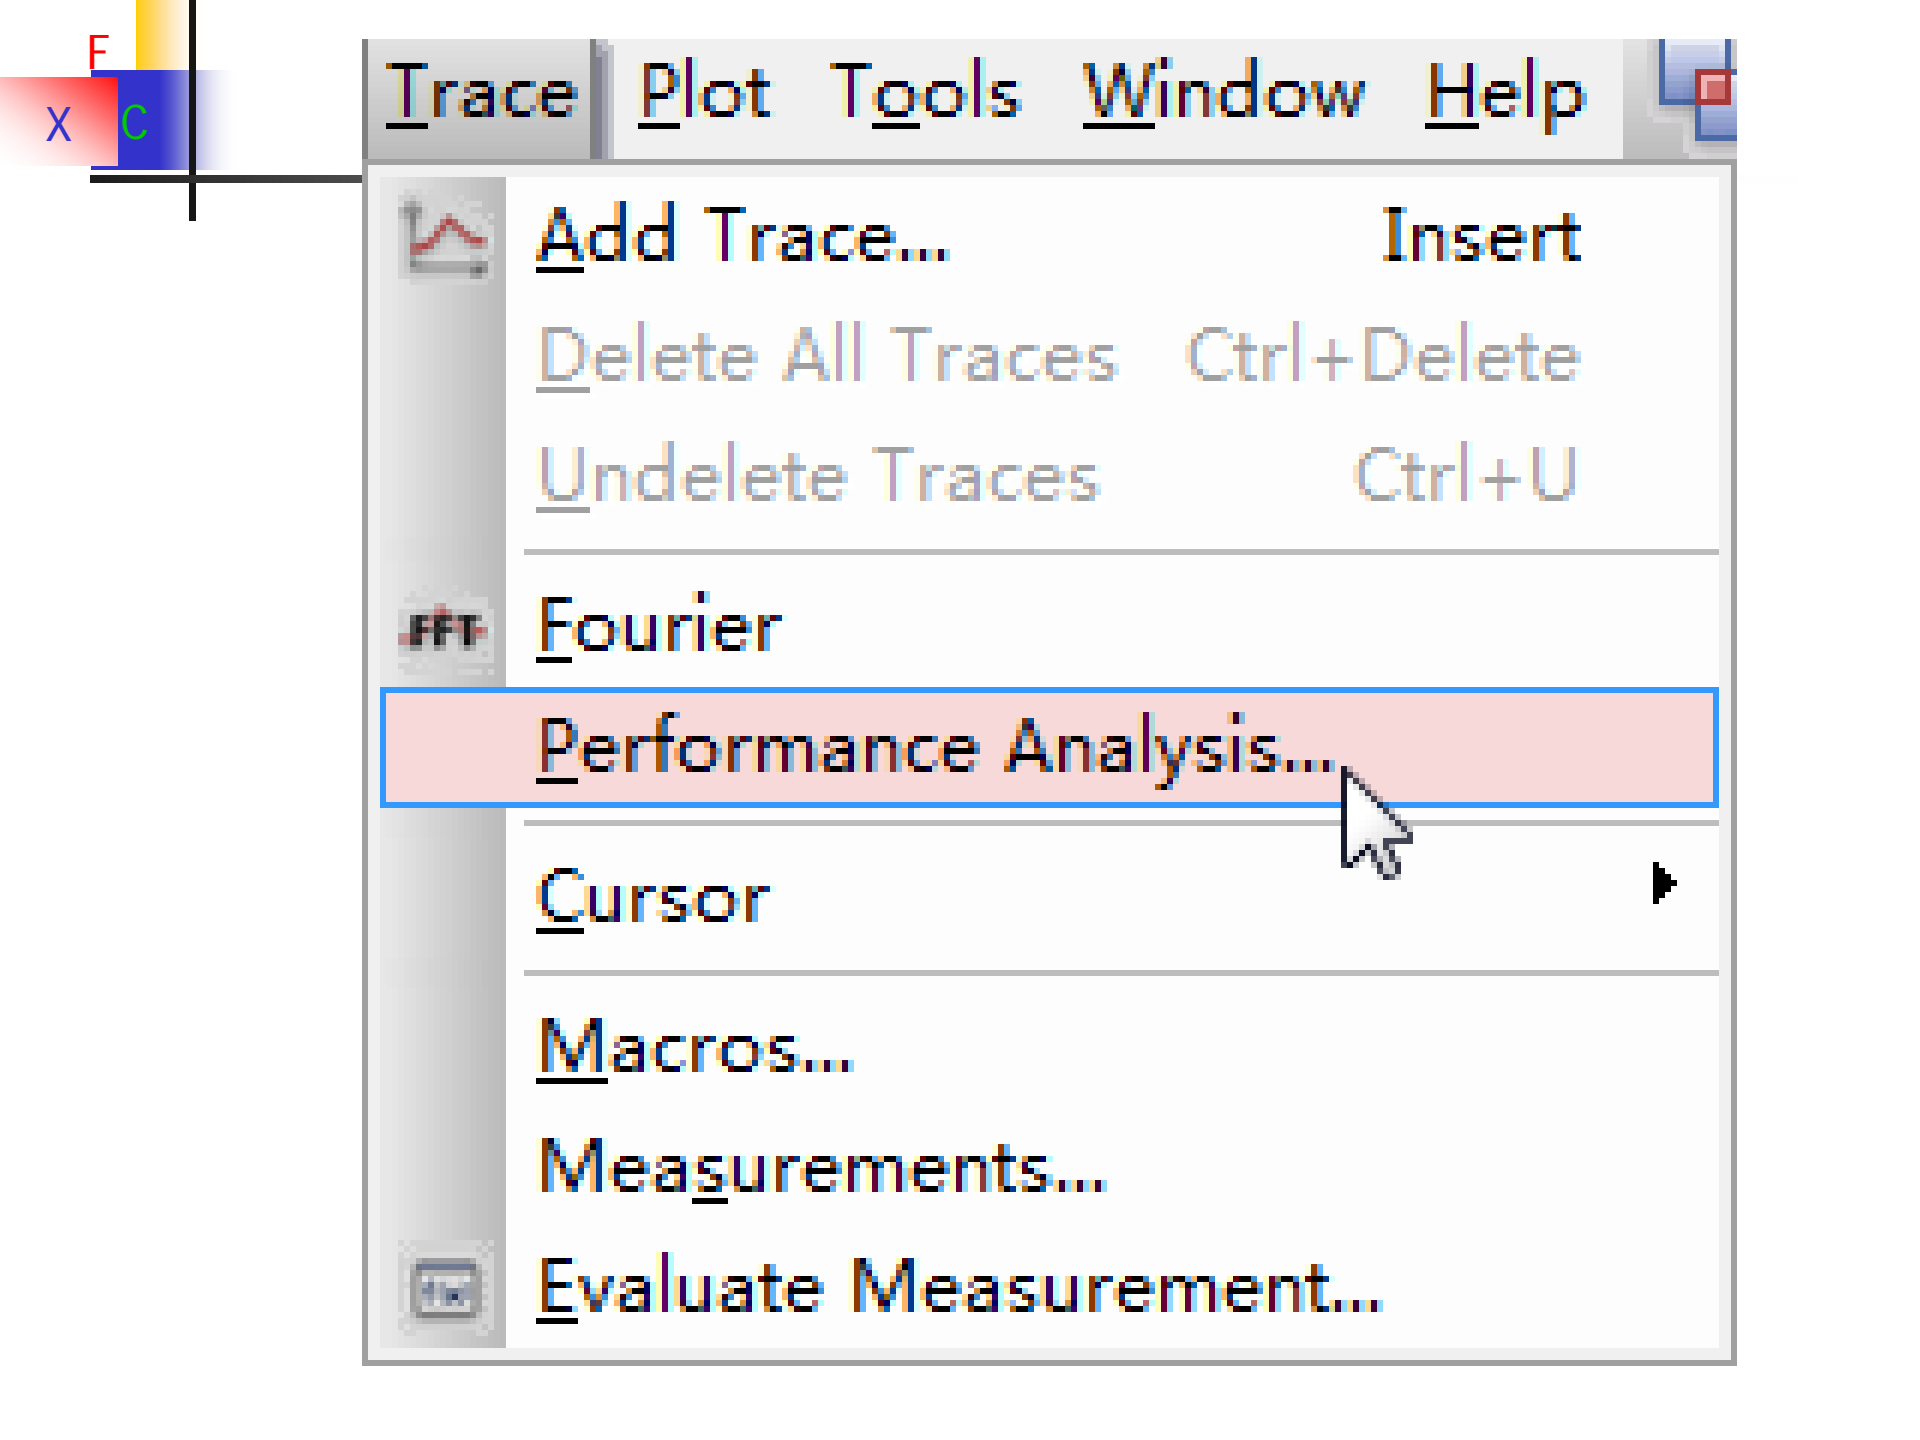 F
X C
Trace Plot Tools Window Help
Add Trace... Insert
Delete All Traces Ctrl+Delete
Undelete Traces Ctrl+U
FFT Fourier
Performance Analysis...
Cursor
Macros...
Measurements...
Evaluate Measurement...